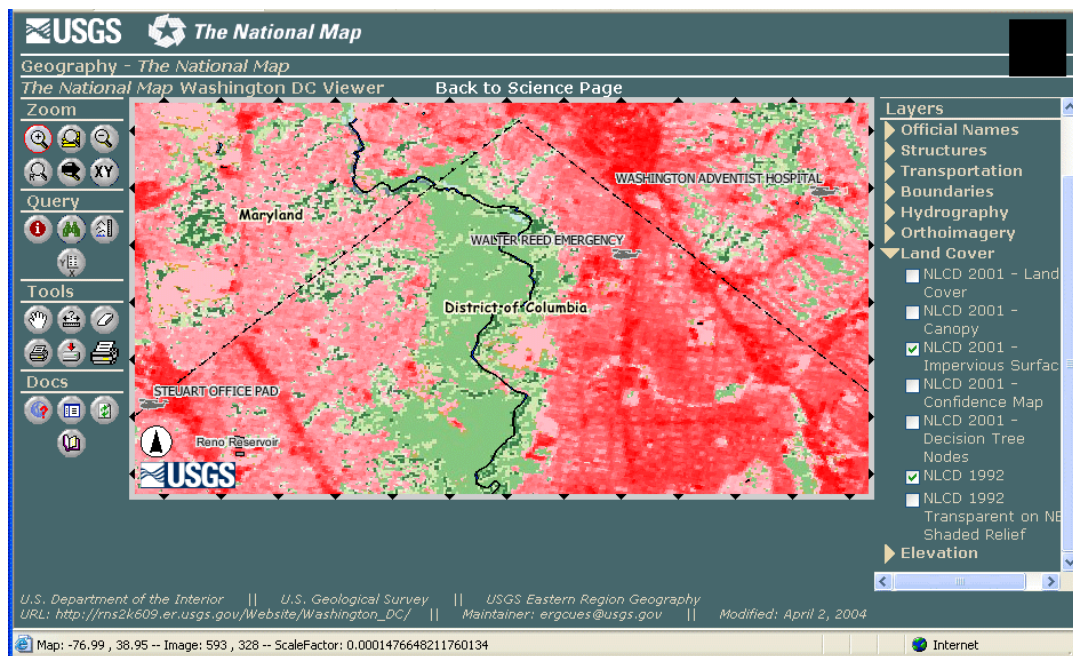 USGS The National Map
Geography - The National Map
The National Map Washington DC Viewer Back to Science Page
Zoom
XY
Query
Tools
Docs
WASHINGTON ADVENTIST HOSPITAL
Maryland
WALTER REED EMERGENCY
District of Columbia
STEUART OFFICE PAD
Reno Reservoir
USGS
Layers
Official Names
Structures
Transportation
Boundaries
Hydrography
Orthoimagery
Land Cover
NLCD 2001 - Land
Cover
NLCD 2001 -
Canopy
NLCD 2001 -
Impervious Surfac
NLCD 2001 -
Confidence Map
NLCD 2001 -
Decision Tree
Nodes
NLCD 1992
NLCD 1992
Transparent on NE
Shaded Relief
Elevation
U.S. Department of the Interior || U.S. Geological Survey || USGS Eastern Region Geography
URL: http://rns2k609.er.usgs.gov/Website/Washington_DC/ || Maintainer: ergcues@usgs.gov || Modified: April 2, 2004
Map: -76.99 , 38.95 -- Image: 593 , 328 -- ScaleFactor: 0.0001476648211760134
Internet